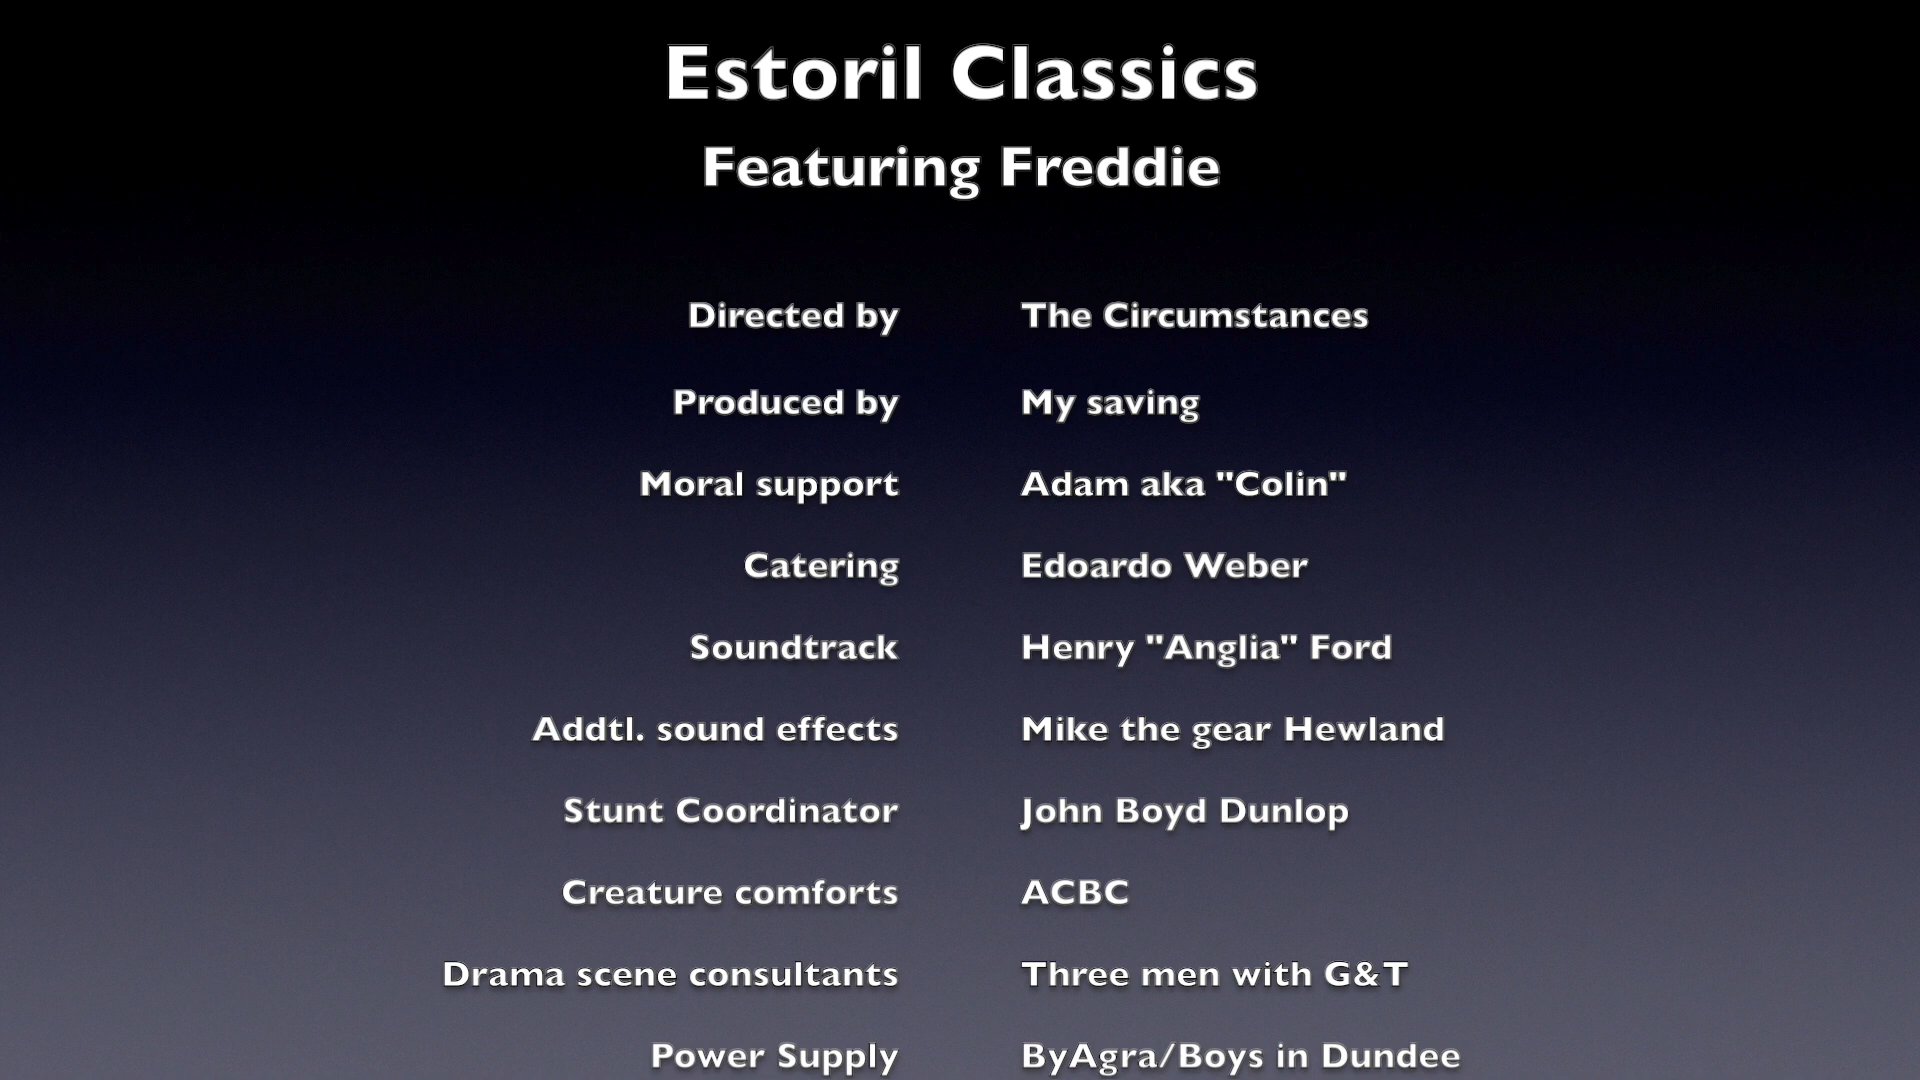 Estoril Classics
Featuring Freddie
Directed by The Circumstances
Produced by My saving
Moral support Adam aka "Colin"
Catering Edoardo Weber
Soundtrack Henry "Anglia" Ford
Addtl. sound effects Mike the gear Hewland
Stunt Coordinator John Boyd Dunlop
Creature comforts ACBC
Drama scene consultants Three men with G&T
Power Supply ByAgra/Boys in Dundee